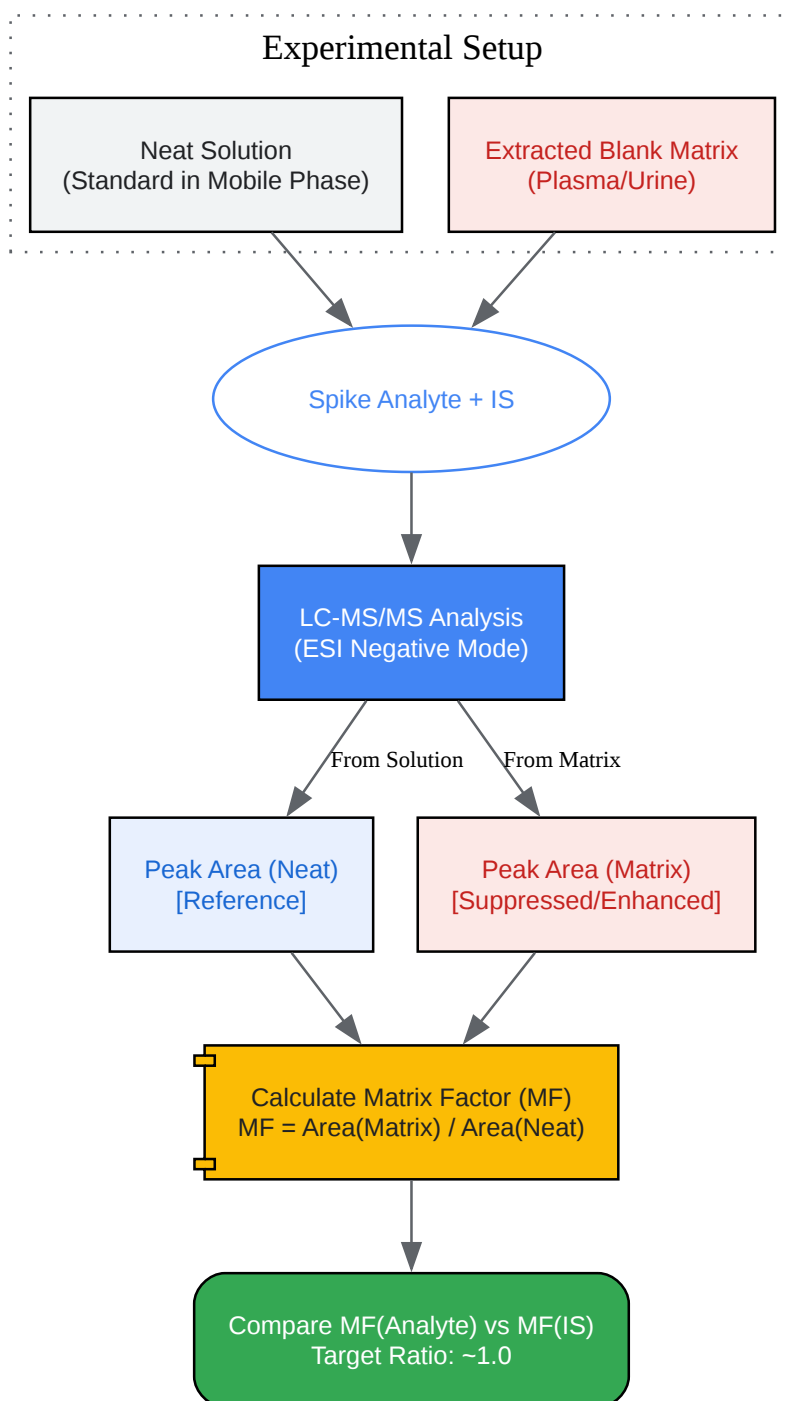 Experimental Setup
Neat Solution
(Standard in Mobile Phase)
Extracted Blank Matrix
(Plasma/Urine)
Spike Analyte + IS
LC-MS/MS Analysis
(ESI Negative Mode)
From Solution
From Matrix
Peak Area (Neat)
[Reference]
Peak Area (Matrix)
[Suppressed/Enhanced]
Calculate Matrix Factor (MF)
MF = Area(Matrix) / Area(Neat)
Compare MF(Analyte) vs MF(IS)
Target Ratio: ~1.0